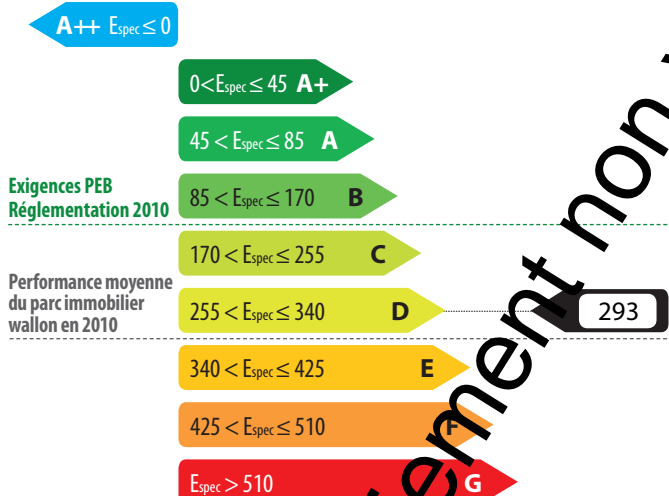 A++ Espec ≤ 0
0<Espec ≤ 45 A+
45 < Espec ≤ 85 A
Exigences PEB
Réglementation 2010
85 < Espec ≤ 170 B
170 < Espec ≤ 255 C
Performance moyenne
du parc immobilier
wallon en 2010
255 < Espec ≤ 340 D
293
340 < Espec ≤ 425 E
425 < Espec ≤ 510 F
Espec > 510 G
ement non